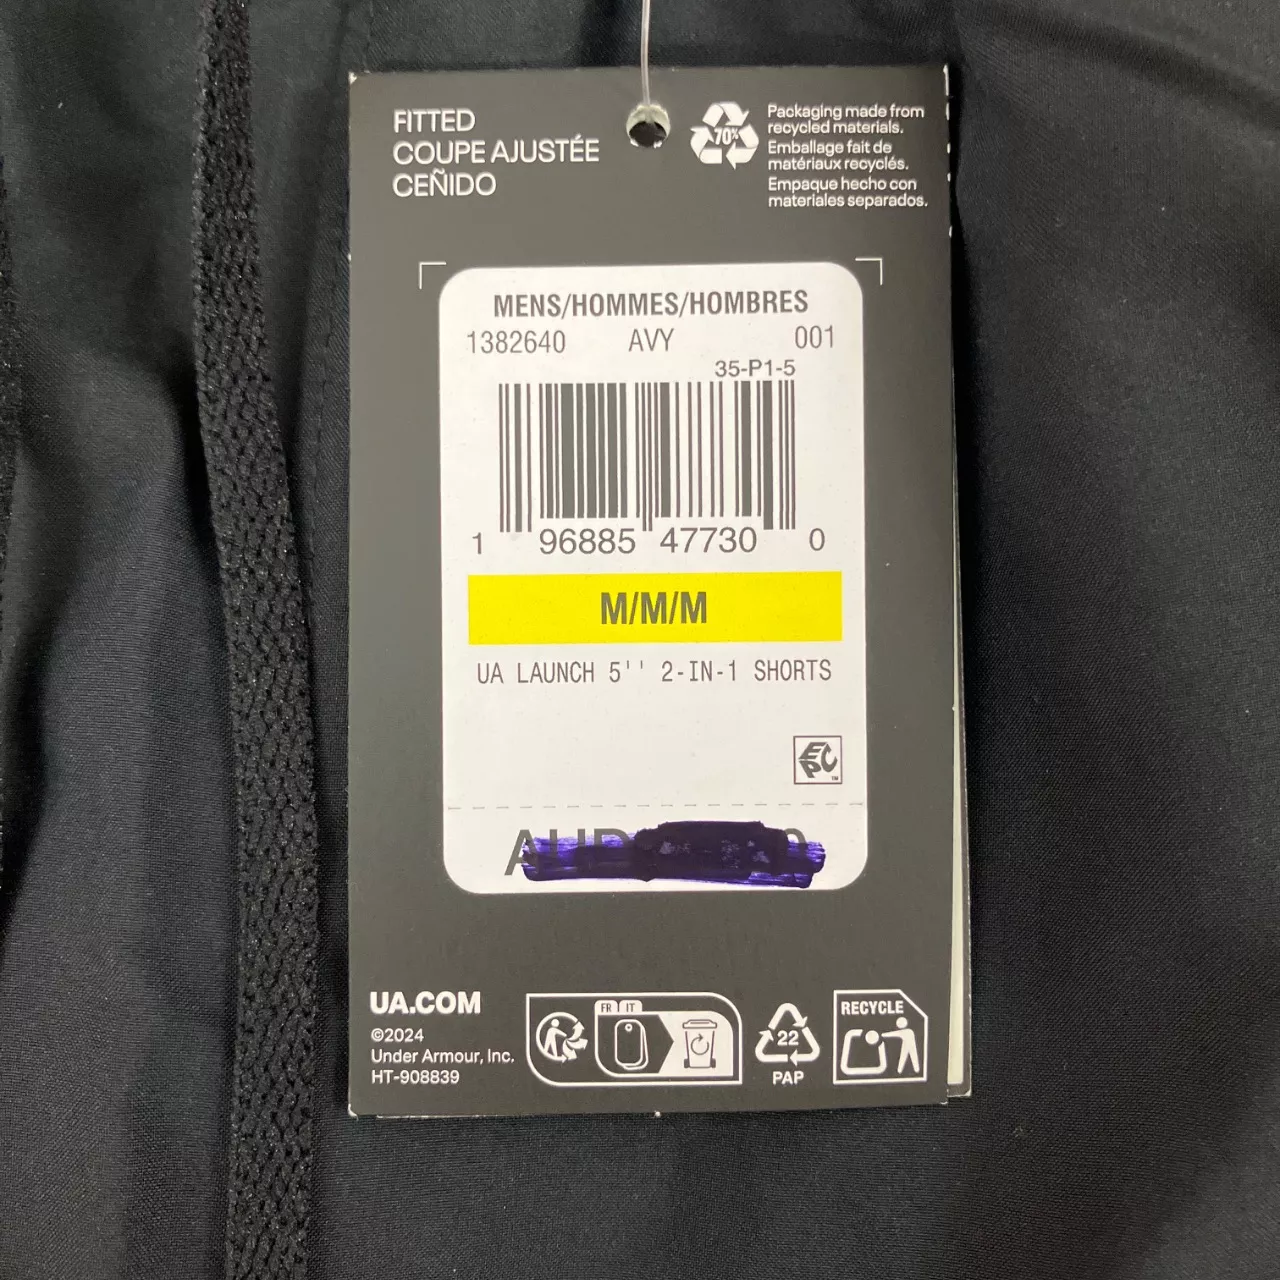 FITTED
COUPE AJUSTÉE
CEÑIDO
70%
Packaging made from
recycled materials.
Emballage fait de
matériaux recyclés.
Empaque hecho con
materiales separados.
MENS/HOMMES/HOMBRES
1382640 AVY 001
35-P1-5
1 96885 47730 0
M/M/M
UA LAUNCH 5'' 2-IN-1 SHORTS
EPC™
UA.COM
©2024
Under Armour, Inc.
HT-908839
FR IT
22
PAP
RECYCLE